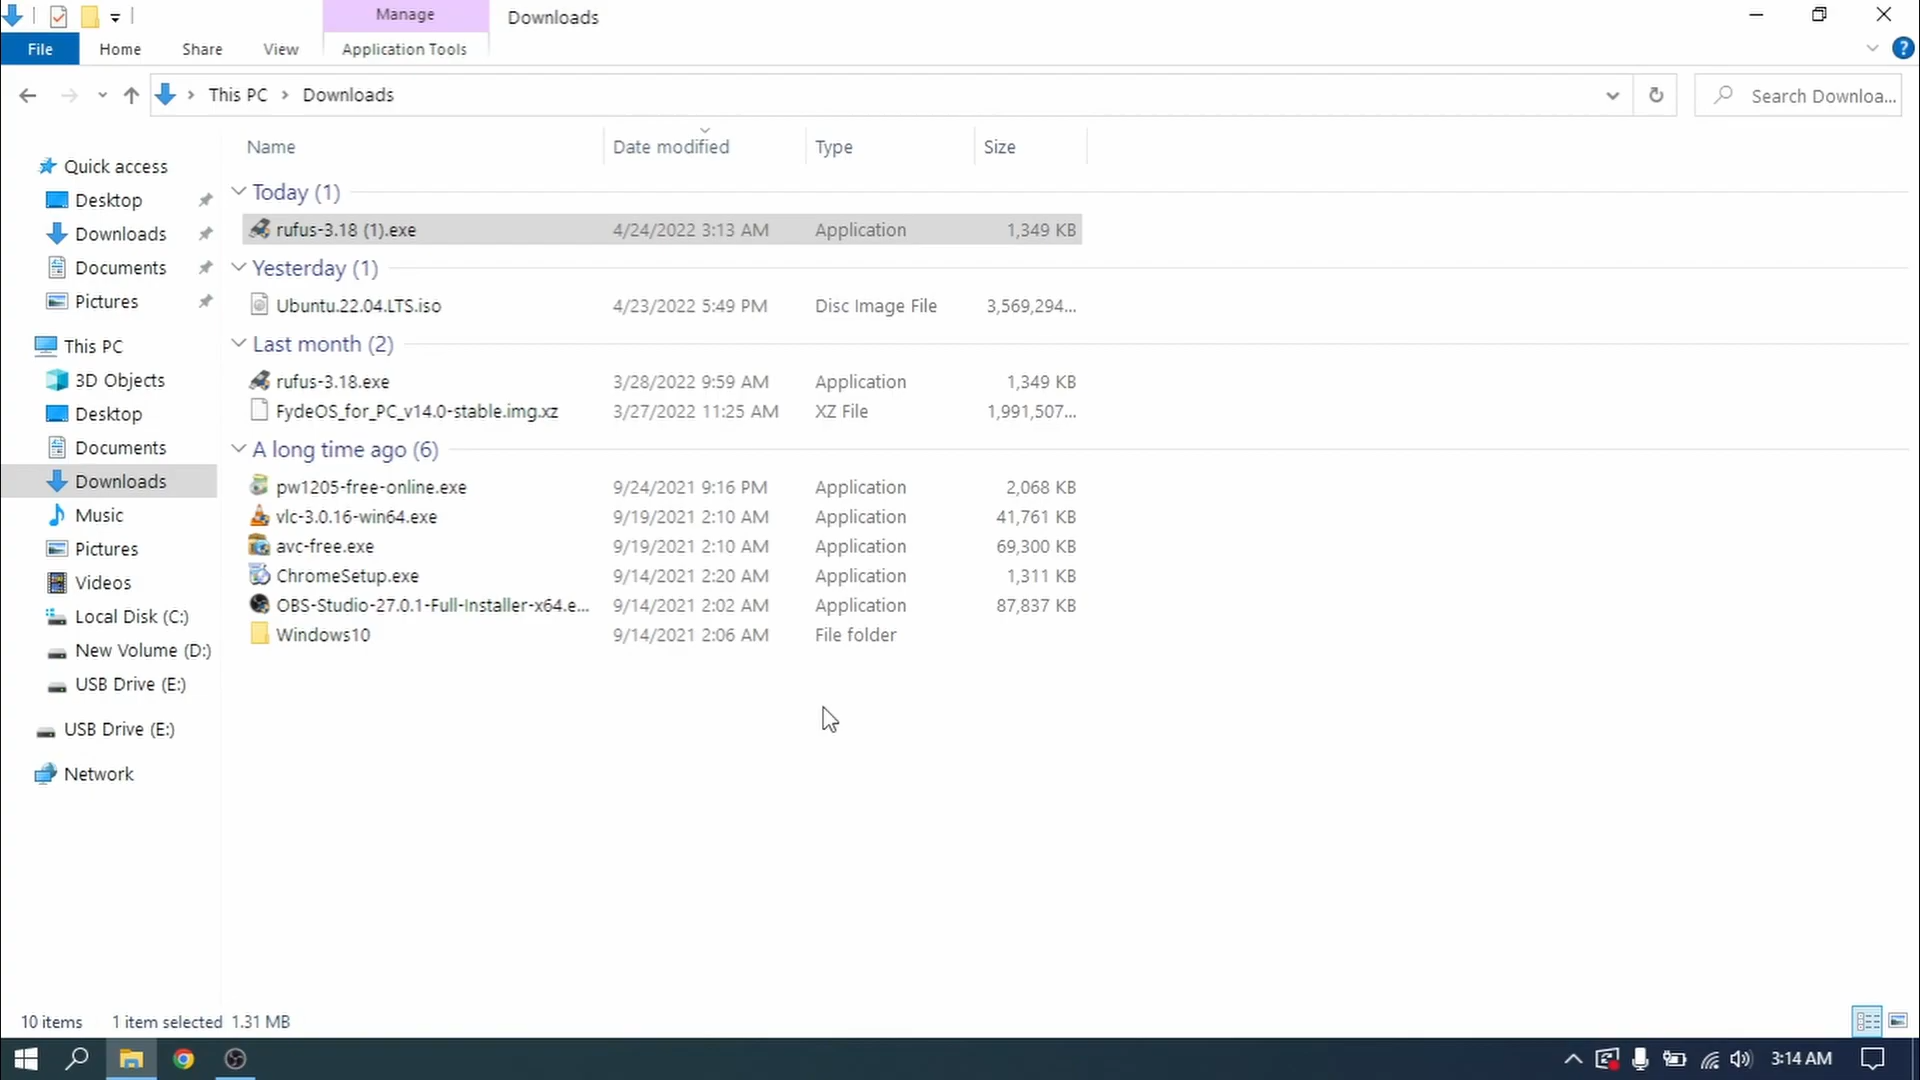 Manage
Downloads
File
Home
Share
View
Application Tools
?
This PC
Downloads
Search Downloa...
Name
Date modified
Type
Size
Quick access
Desktop
Downloads
Documents
Pictures
This PC
3D Objects
Desktop
Documents
Downloads
Music
Pictures
Videos
Local Disk (C:)
New Volume (D:)
USB Drive (E:)
USB Drive (E:)
Network
Today (1)
rufus-3.18 (1).exe 4/24/2022 3:13 AM Application 1,349 KB
Yesterday (1)
Ubuntu.22.04.LTS.iso 4/23/2022 5:49 PM Disc Image File 3,569,294...
Last month (2)
rufus-3.18.exe 3/28/2022 9:59 AM Application 1,349 KB
FydeOS_for_PC_v14.0-stable.img.xz 3/27/2022 11:25 AM XZ File 1,991,507...
A long time ago (6)
pw1205-free-online.exe 9/24/2021 9:16 PM Application 2,068 KB
vlc-3.0.16-win64.exe 9/19/2021 2:10 AM Application 41,761 KB
avc-free.exe 9/19/2021 2:10 AM Application 69,300 KB
ChromeSetup.exe 9/14/2021 2:20 AM Application 1,311 KB
OBS-Studio-27.0.1-Full-Installer-x64.e... 9/14/2021 2:02 AM Application 87,837 KB
Windows10 9/14/2021 2:06 AM File folder
10 items 1 item selected 1.31 MB
3:14 AM